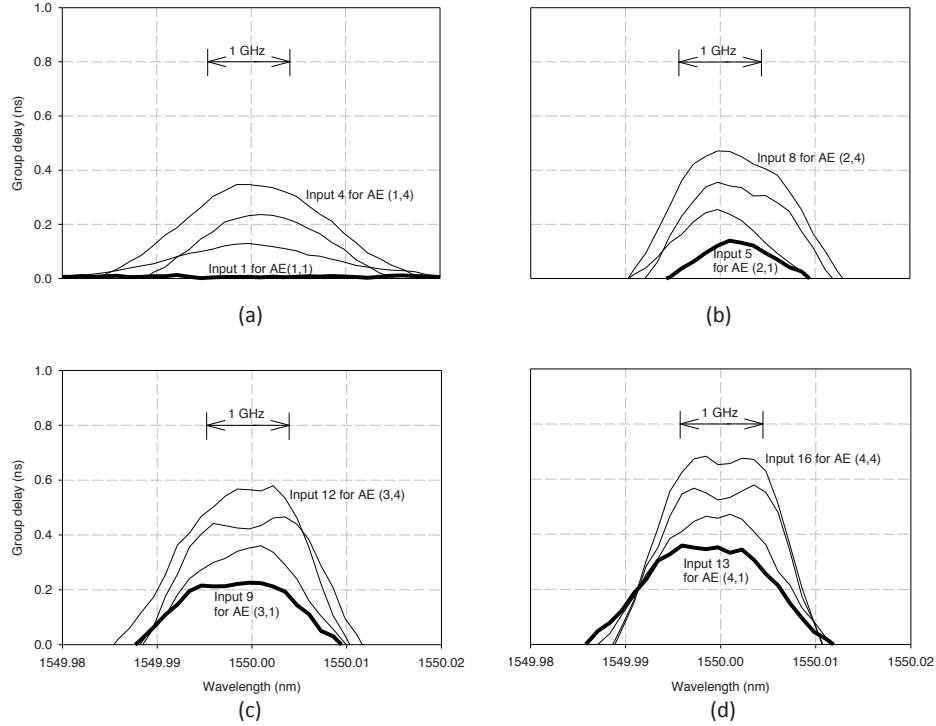 1.0
0.8
0.6
0.4
0.2
0.0
Group delay (ns)
1 GHz
Input 4 for AE (1,4)
Input 1 for AE(1,1)
(a)
1 GHz
Input 8 for AE (2,4)
Input 5
for AE (2,1)
(b)
1.0
0.8
0.6
0.4
0.2
0.0
Group delay (ns)
1 GHz
Input 12 for AE (3,4)
Input 9
for AE (3,1)
1549.98
1549.99
1550.00
1550.01
1550.02
Wavelength (nm)
(c)
1 GHz
Input 16 for AE (4,4)
Input 13
for AE (4,1)
1549.98
1549.99
1550.00
1550.01
1550.02
Wavelength (nm)
(d)